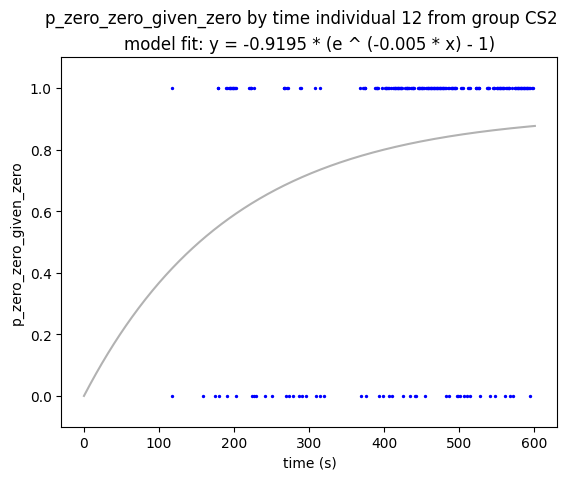 p_zero_zero_given_zero by time individual 12 from group CS2
model fit: y = -0.9195 * (e ^ (-0.005 * x) - 1)
1.0
0.8
0.6
0.4
0.2
0.0
p_zero_zero_given_zero
0 100 200 300 400 500 600
time (s)